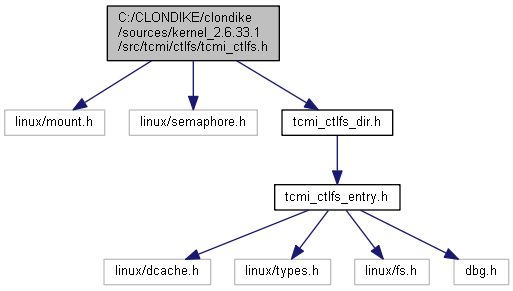 C:/CLONDIKE/clondike
/sources/kernel_2.6.33.1
/src/tcmi/ctlfs/tcmi_ctlfs.h
linux/mount.h
linux/semaphore.h
tcmi_ctlfs_dir.h
tcmi_ctlfs_entry.h
linux/dcache.h
linux/types.h
linux/fs.h
dbg.h